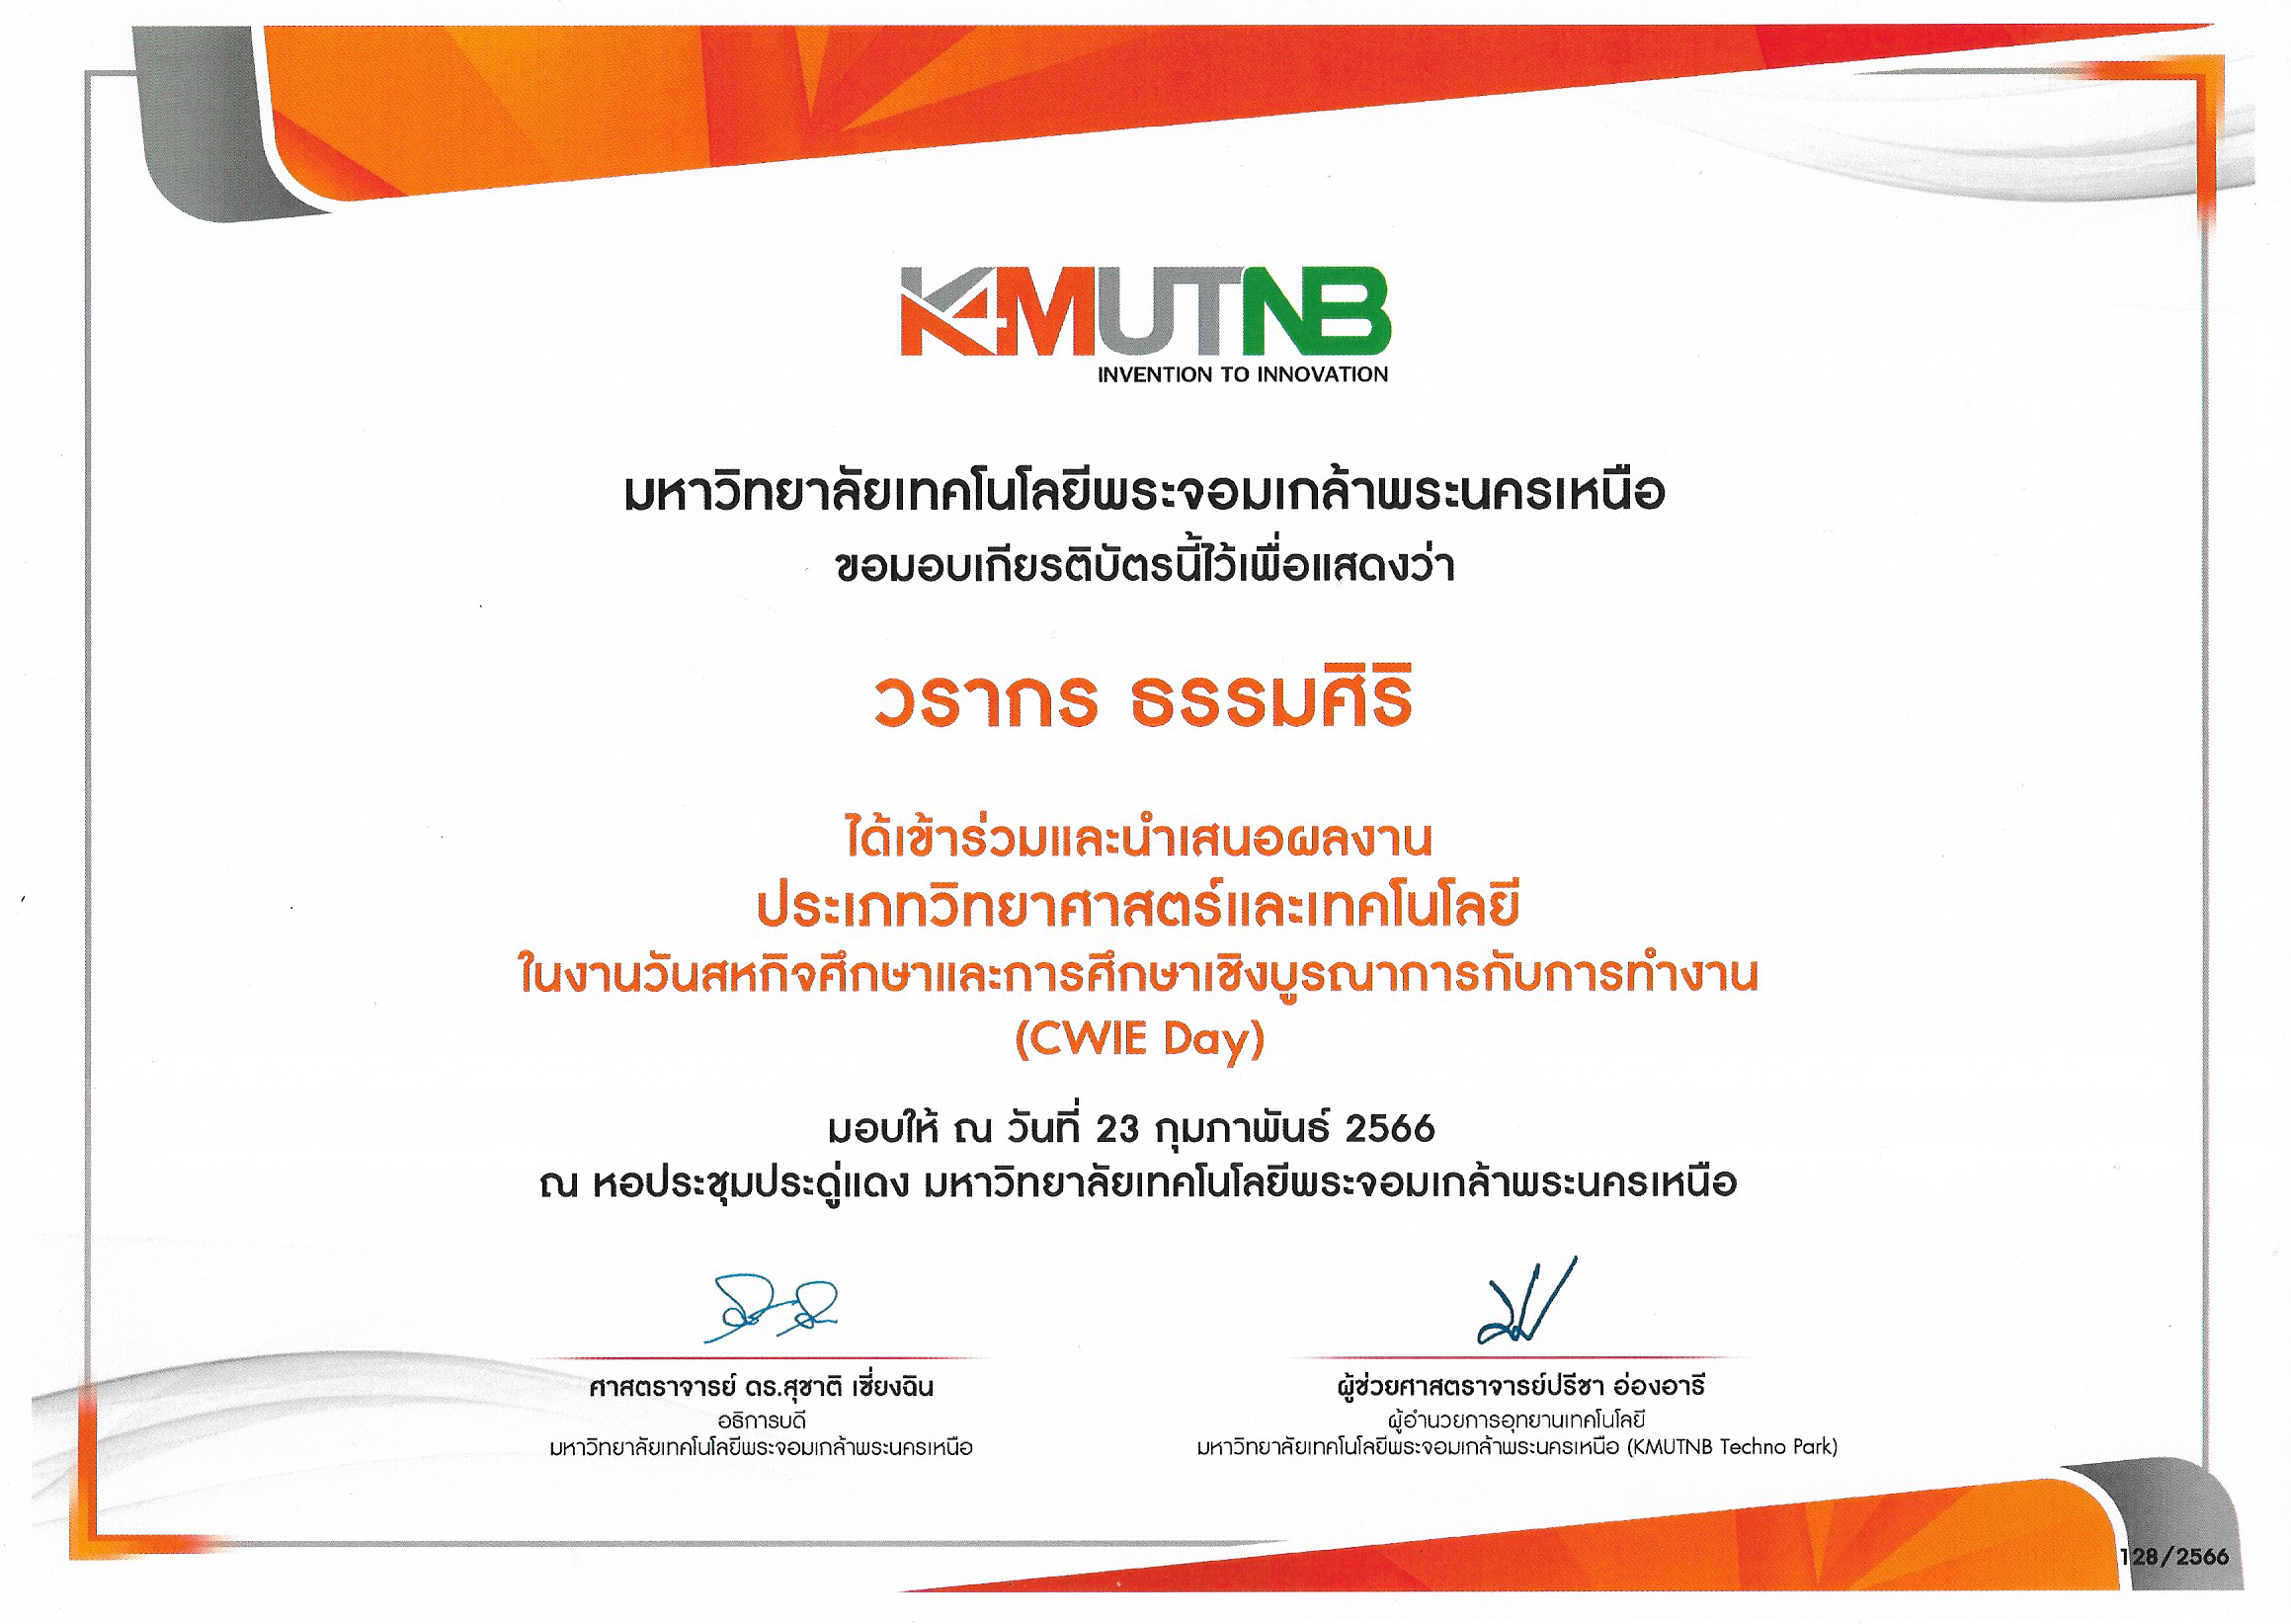 KMUTNB
INVENTION TO INNOVATION
มหาวิทยาลัยเทคโนโลยีพระจอมเกล้าพระนครเหนือ
ขอมอบเกียรติบัตรนี้ไว้เพื่อแสดงว่า
วรากร ธรรมศิริ
ได้เข้าร่วมและนำเสนอผลงาน
ประเภทวิทยาศาสตร์และเทคโนโลยี
ในงานวันสหกิจศึกษาและการศึกษาเชิงบูรณาการกับการทำงาน
(CWIE Day)
มอบให้ ณ วันที่ 23 กุมภาพันธ์ 2566
ณ หอประชุมประดู่แดง มหาวิทยาลัยเทคโนโลยีพระจอมเกล้าพระนครเหนือ
ศาสตราจารย์ ดร.สุชาติ เซี่ยงฉิน
อธิการบดี
มหาวิทยาลัยเทคโนโลยีพระจอมเกล้าพระนครเหนือ
ผู้ช่วยศาสตราจารย์ปรีชา อ่องอารี
ผู้อำนวยการอุทยานเทคโนโลยี
มหาวิทยาลัยเทคโนโลยีพระจอมเกล้าพระนครเหนือ (KMUTNB Techno Park)
128/2566